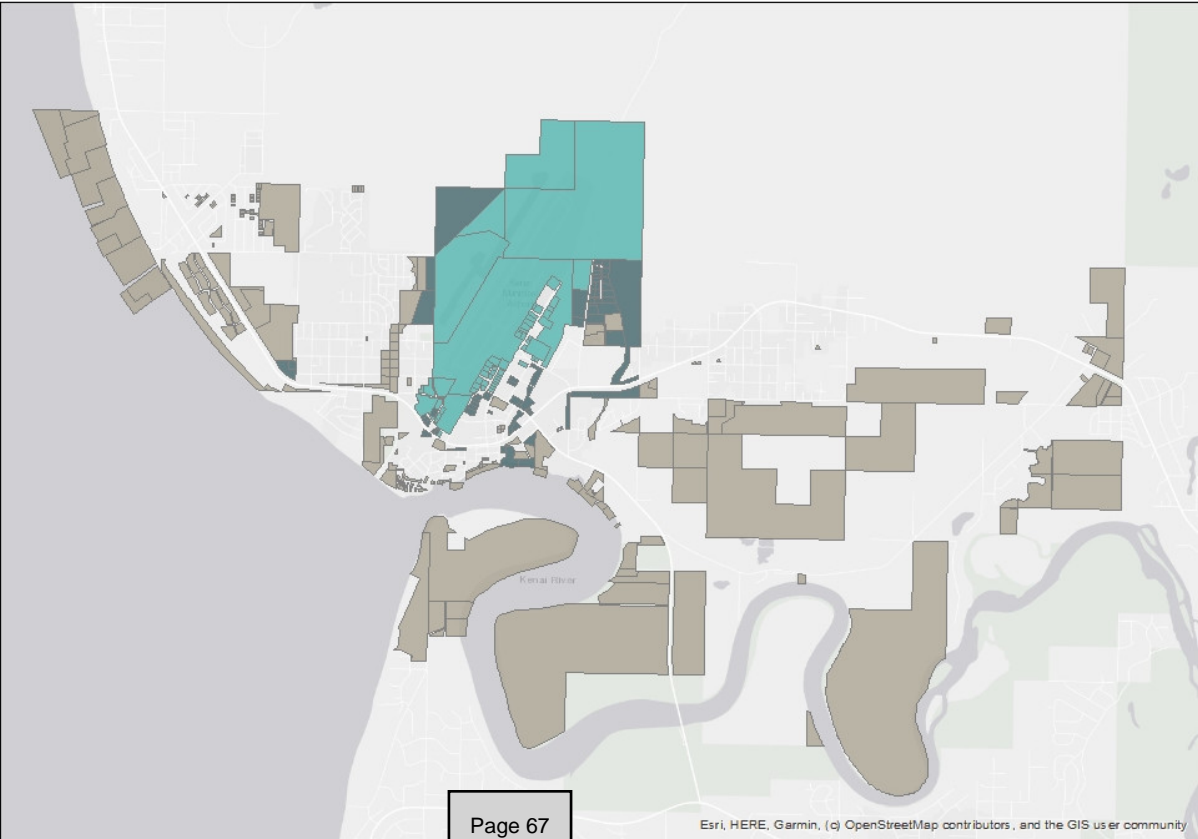 Kenai River
Page 67
Esri, HERE, Garmin, (c) OpenStreetMap contributors, and the GIS user community